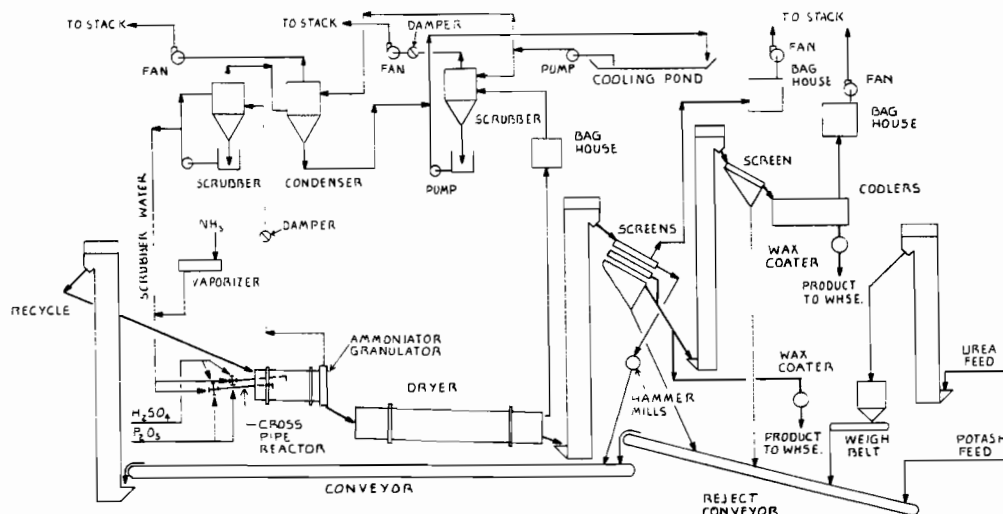 TO STACK
TO STACK
DAMPER
TO STACK
FAN
FAN
PUMP
COOLING POND
FAN
BAG
HOUSE
FAN
SCRUBBER
BAG
HOUSE
BAG
HOUSE
SCREEN
SCRUBBER
CONDENSER
PUMP
COOLERS
SCRUBBER WATER
NH3
DAMPER
SCREENS
VAPORIZER
WAX
COATER
PRODUCT
TO WHSE.
RECYCLE
AMMONIATOR
GRANULATOR
DRYER
WAX
COATER
UREA
FEED
H2SO4
P2O5
CROSS
PIPE
REACTOR
HAMMER
MILLS
PRODUCT
TO WHSE.
WEIGH
BELT
POTASH
FEED
CONVEYOR
REJECT
CONVEYOR